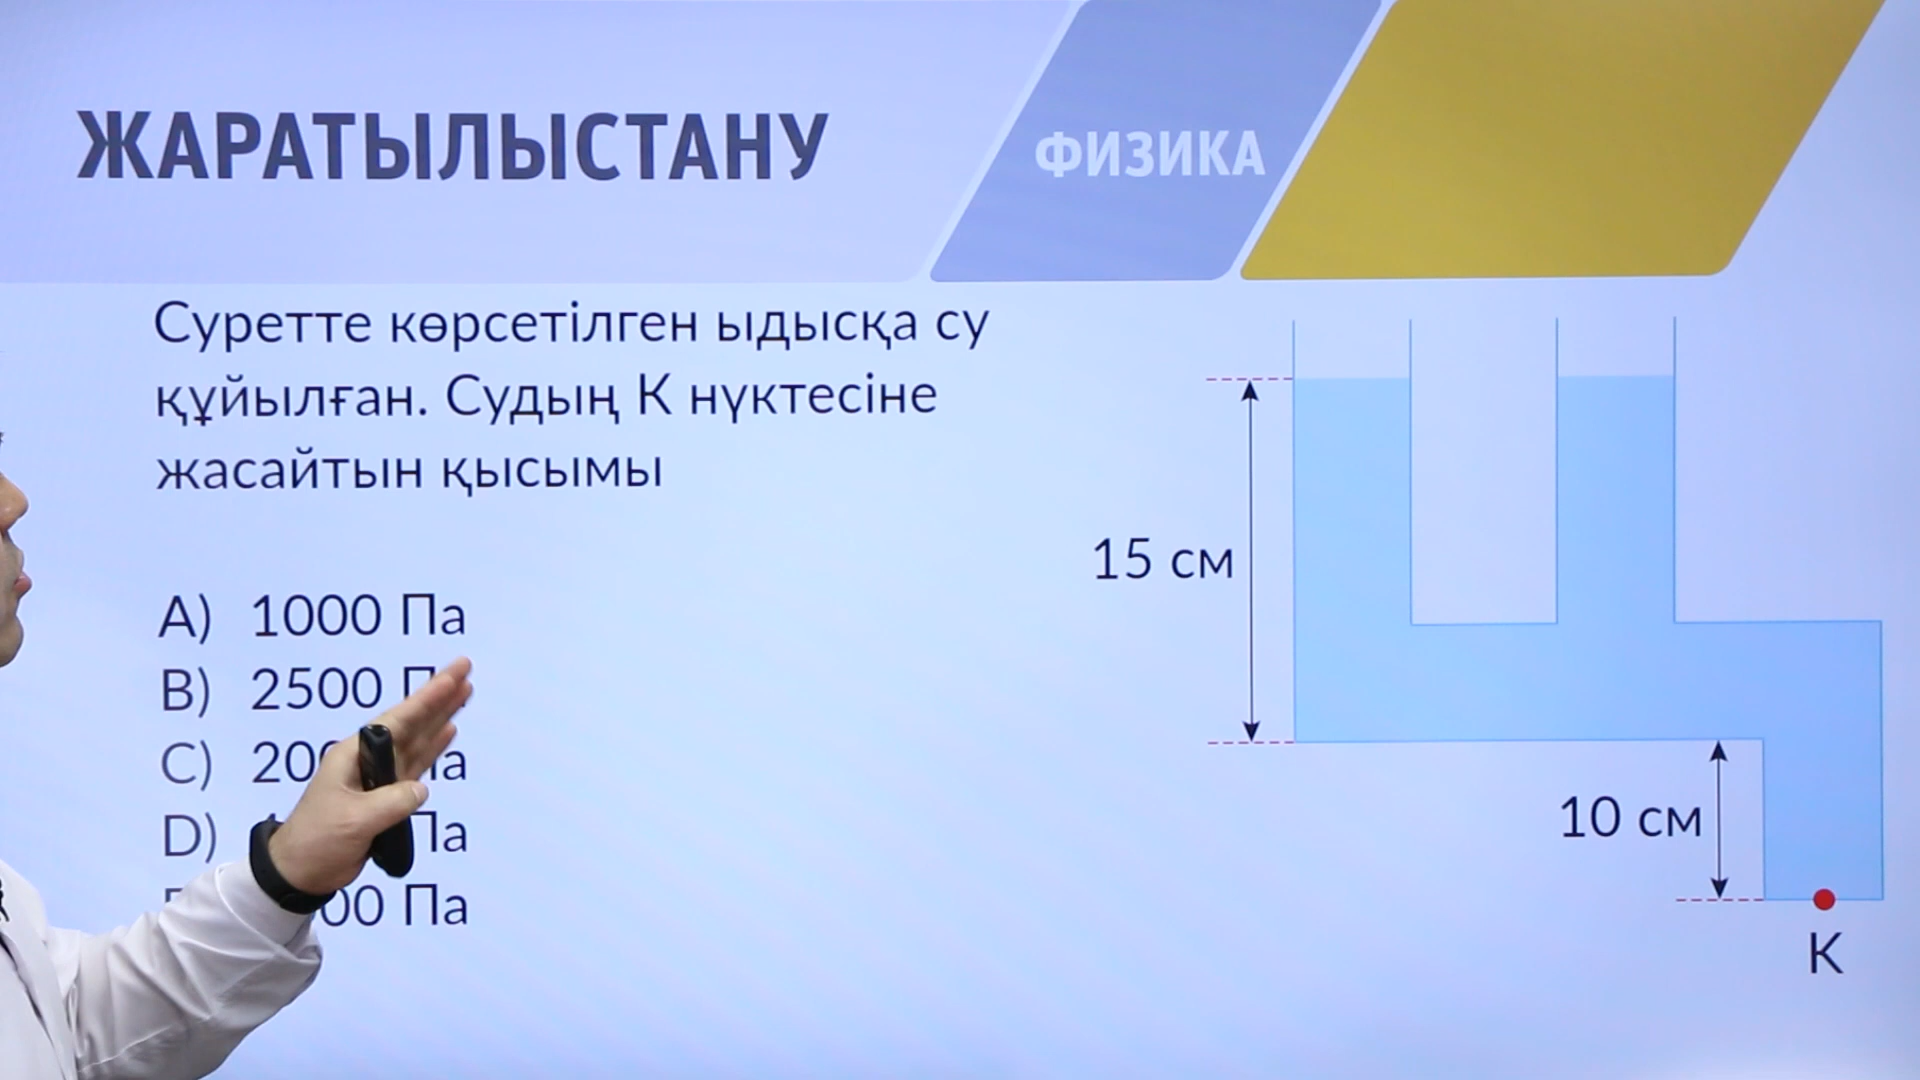 ЖАРАТЫЛЫСТАНУ
ФИЗИКА
Суретте көрсетілген ыдысқа су
құйылған. Судың К нүктесіне
жасайтын қысымы
A) 1000 Па
B) 2500
C) Па
D) Па
Па
15 см
10 см
К